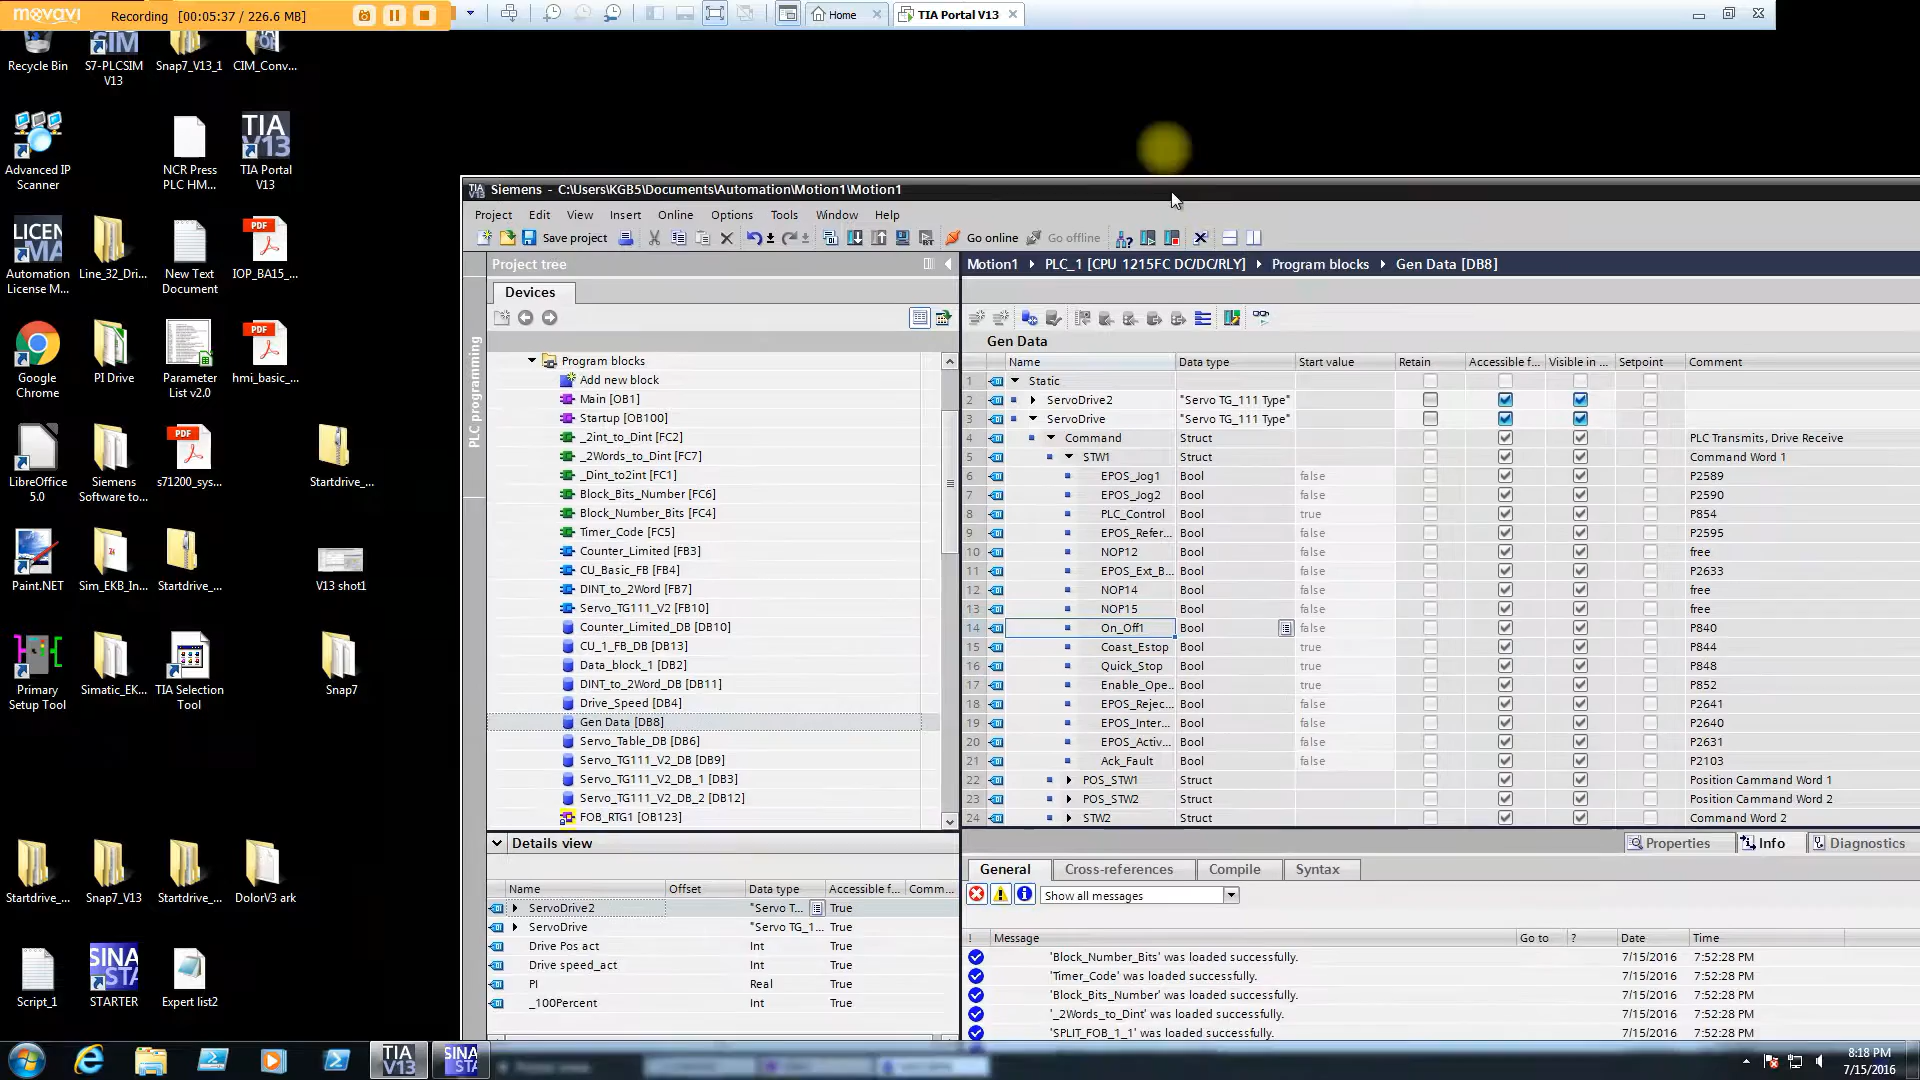 movavi
Recording [00:05:37 / 226.6 MB]
Home
TIA Portal V13
Recycle Bin
S7-PLCSIM V13
Snap7_V13_1
CIM_Conv...
Advanced IP Scanner
NCR Press PLC HM...
TIA Portal V13
Automation License M...
Line_32_Dri...
New Text Document
IOP_BA15_...
Google Chrome
PI Drive
Parameter List v2.0
hmi_basic_...
LibreOffice 5.0
Siemens Software to...
s71200_sys...
Startdrive_...
Paint.NET
Sim_EKB_In...
Startdrive_...
V13 shot1
Primary Setup Tool
Simatic_EK...
TIA Selection Tool
Snap7
Startdrive_...
Snap7_V13
Startdrive_...
DolorV3 ark
Script_1
STARTER
Expert list2
Siemens - C:\Users\KGB5\Documents\Automation\Motion1\Motion1
Project Edit View Insert Online Options Tools Window Help
Save project
Go online
Go offline
Project tree
Motion1 PLC_1 [CPU 1215FC DC/DC/RLY] Program blocks Gen Data [DB8]
PLC programming
Devices
Program blocks
Add new block
Main [OB1]
Startup [OB100]
_2int_to_Dint [FC2]
_2Words_to_Dint [FC7]
_Dint_to2int [FC1]
Block_Bits_Number [FC6]
Block_Number_Bits [FC4]
Timer_Code [FC5]
Counter_Limited [FB3]
CU_Basic_FB [FB4]
DINT_to_2Word [FB7]
Servo_TG111_V2 [FB10]
Counter_Limited_DB [DB10]
CU_1_FB_DB [DB13]
Data_block_1 [DB2]
DINT_to_2Word_DB [DB11]
Drive_Speed [DB4]
Gen Data [DB8]
Servo_Table_DB [DB6]
Servo_TG111_V2_DB [DB9]
Servo_TG111_V2_DB_1 [DB3]
Servo_TG111_V2_DB_2 [DB12]
FOB_RTG1 [OB123]
Details view
Name Offset Data type Accessible f... Comm...
ServoDrive2 "Servo T... True
ServoDrive "Servo TG_1... True
Drive Pos act Int True
Drive speed_act Int True
PI Real True
_100Percent Int True
Gen Data
Name Data type Start value Retain Accessible f... Visible in ... Setpoint Comment
1 Static
2 ServoDrive2 "Servo TG_111 Type"
3 ServoDrive "Servo TG_111 Type"
4 Command Struct PLC Transmits, Drive Receive
5 STW1 Struct Command Word 1
6 EPOS_Jog1 Bool false P2589
7 EPOS_Jog2 Bool false P2590
8 PLC_Control Bool true P854
9 EPOS_Refer... Bool false P2595
10 NOP12 Bool false free
11 EPOS_Ext_B... Bool false P2633
12 NOP14 Bool false free
13 NOP15 Bool false free
14 On_Off1 Bool false P840
15 Coast_Estop Bool true P844
16 Quick_Stop Bool true P848
17 Enable_Ope... Bool true P852
18 EPOS_Rejec... Bool false P2641
19 EPOS_Inter... Bool false P2640
20 EPOS_Activ... Bool false P2631
21 Ack_Fault Bool false P2103
22 POS_STW1 Struct Position Cammand Word 1
23 POS_STW2 Struct Position Cammand Word 2
24 STW2 Struct Command Word 2
Properties Info Diagnostics
General Cross-references Compile Syntax
Show all messages
! Message Go to ? Date Time
'Block_Number_Bits' was loaded successfully. 7/15/2016 7:52:28 PM
'Timer_Code' was loaded successfully. 7/15/2016 7:52:28 PM
'Block_Bits_Number' was loaded successfully. 7/15/2016 7:52:28 PM
'_2Words_to_Dint' was loaded successfully. 7/15/2016 7:52:28 PM
'SPLIT_FOB_1_1' was loaded successfully. 7/15/2016 7:52:28 PM
8:18 PM
7/15/2016